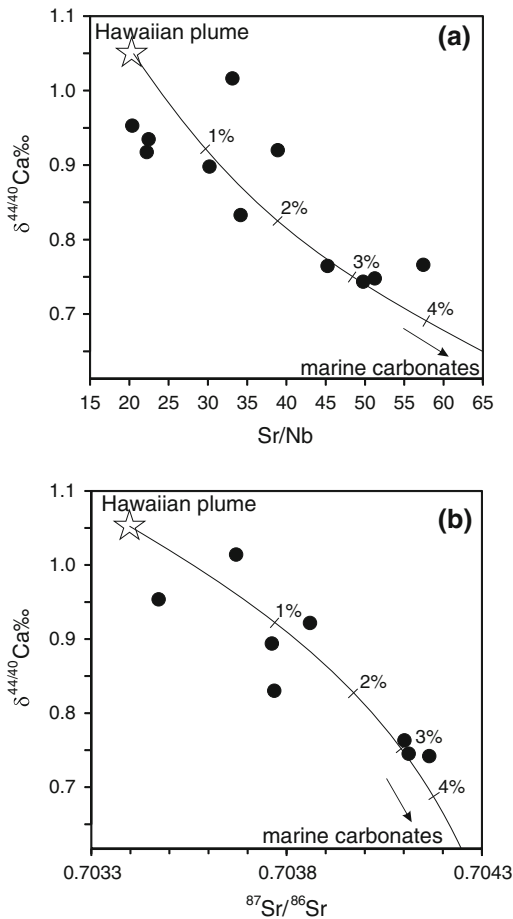 1.1
Hawaiian plume
(a)
1.0
0.9
1%
δ44/40Ca‰
2%
0.8
3%
0.7
4%
marine carbonates
15 20 25 30 35 40 45 50 55 60 65
Sr/Nb
1.1
Hawaiian plume
(b)
1.0
0.9
1%
δ44/40Ca‰
2%
0.8
3%
0.7
4%
marine carbonates
0.7033 0.7038 0.7043
87Sr/86Sr